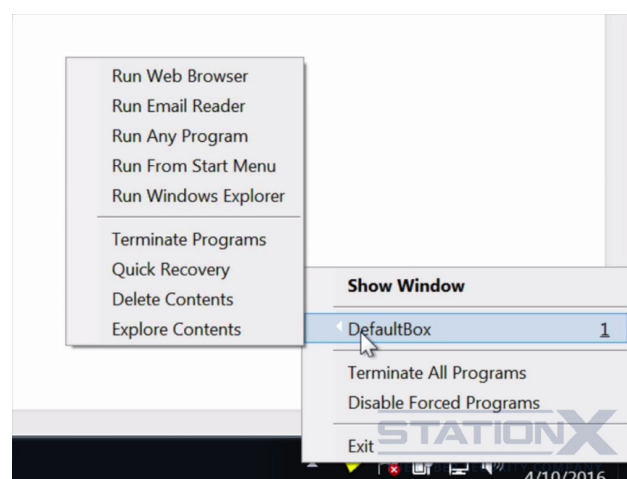 Run Web Browser
Run Email Reader
Run Any Program
Run From Start Menu
Run Windows Explorer
Terminate Programs
Quick Recovery
Delete Contents
Explore Contents
Show Window
DefaultBox 1
Terminate All Programs
Disable Forced Programs
Exit
STATIONX
4/10/2016